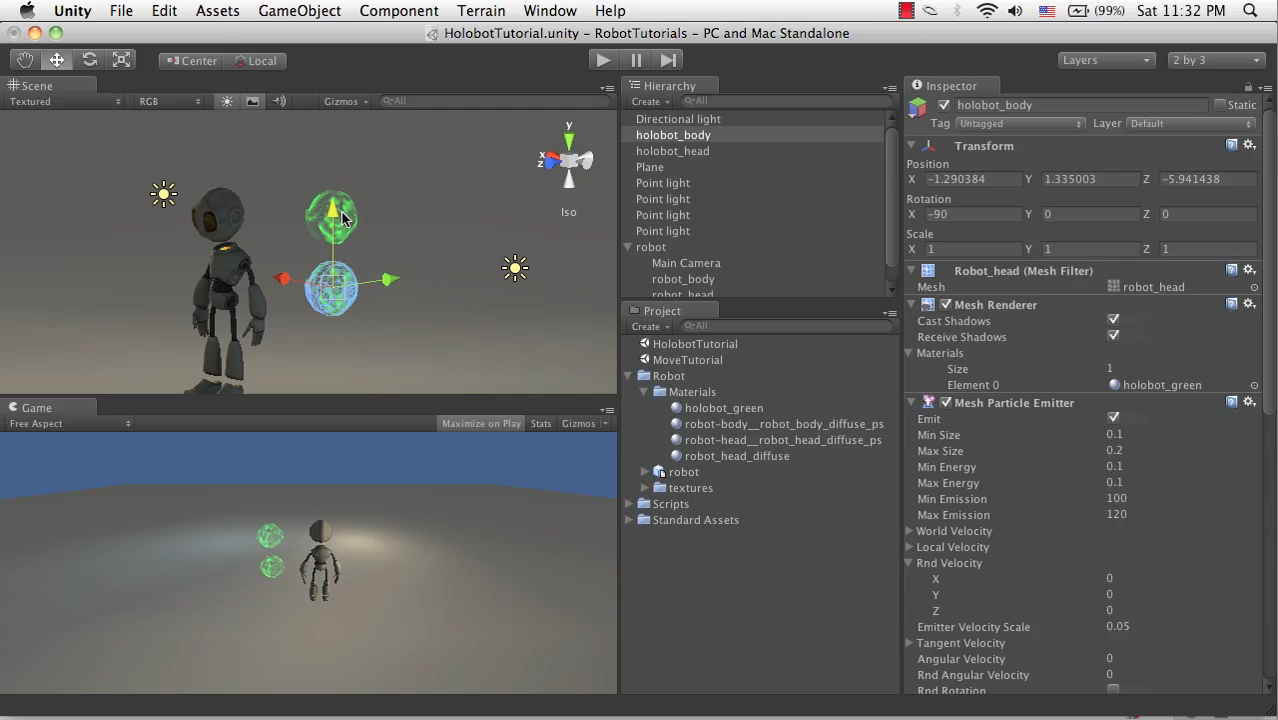 Unity File Edit Assets GameObject Component Terrain Window Help (99%) Sat 11:32 PM
HolobotTutorial.unity - RobotTutorials - PC and Mac Standalone
Center Local Layers 2 by 3
Scene
Textured RGB Gizmos All
y
x
z
Iso
Game
Free Aspect Maximize on Play Stats Gizmos
Hierarchy
Create All
Directional light
holobot_body
holobot_head
Plane
Point light
Point light
Point light
Point light
robot
Main Camera
robot_body
robot_head
Project
Create All
HolobotTutorial
MoveTutorial
Robot
Materials
holobot_green
robot-body__robot_body_diffuse_ps
robot-head__robot_head_diffuse_ps
robot_head_diffuse
robot
textures
Scripts
Standard Assets
Inspector
holobot_body Static
Tag Untagged Layer Default
Transform
Position
X -1.290384 Y 1.335003 Z -5.941438
Rotation
X -90 Y 0 Z 0
Scale
X 1 Y 1 Z 1
Robot_head (Mesh Filter)
Mesh robot_head
Mesh Renderer
Cast Shadows
Receive Shadows
Materials
Size 1
Element 0 holobot_green
Mesh Particle Emitter
Emit
Min Size 0.1
Max Size 0.2
Min Energy 0.1
Max Energy 0.1
Min Emission 100
Max Emission 120
World Velocity
Local Velocity
Rnd Velocity
X 0
Y 0
Z 0
Emitter Velocity Scale 0.05
Tangent Velocity
Angular Velocity 0
Rnd Angular Velocity 0
Rnd Rotation